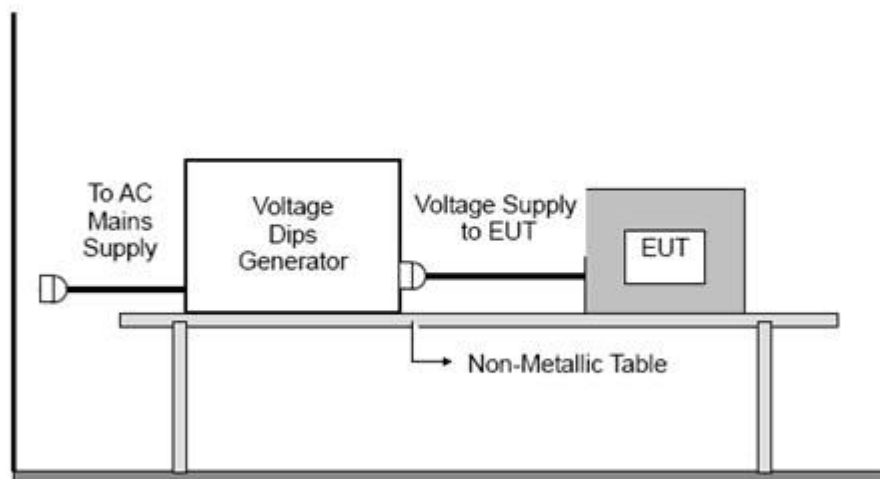 To AC
Mains
Supply
Voltage
Dips
Generator
Voltage Supply
to EUT
EUT
Non-Metallic Table